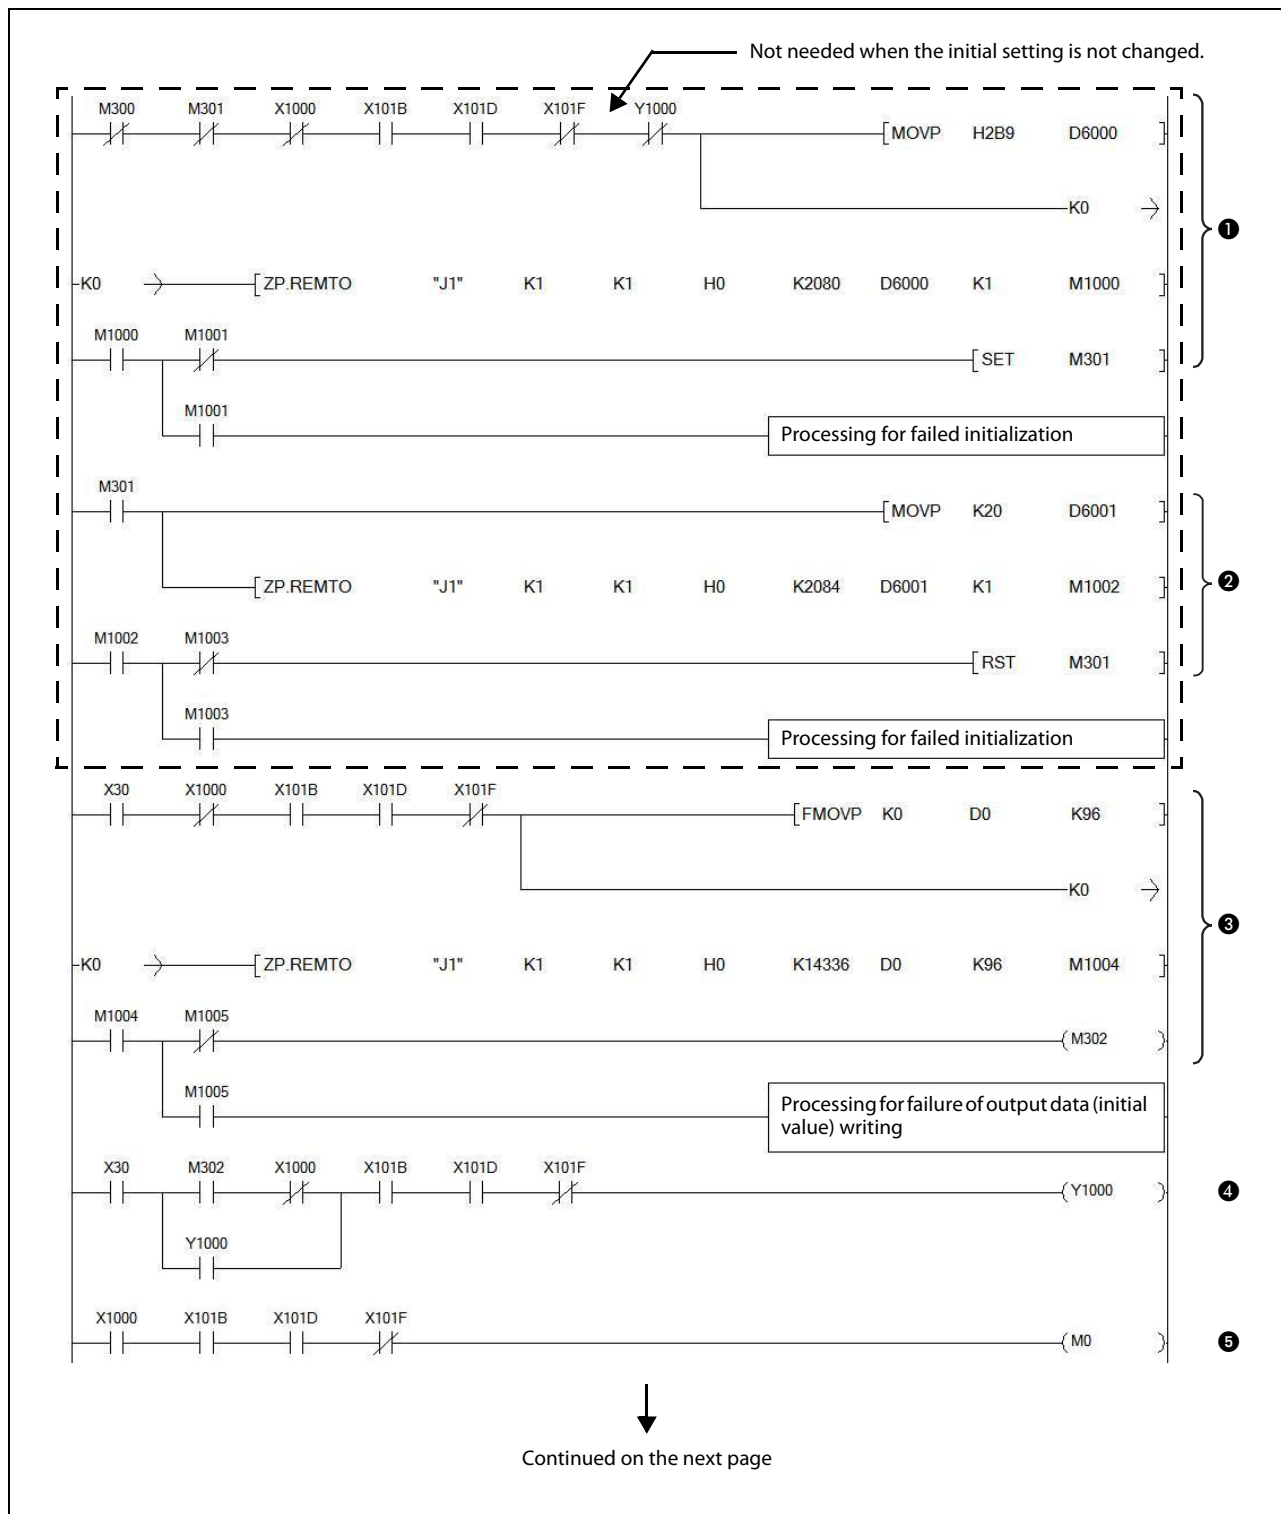 Not needed when the initial setting is not changed.
M300 M301 X1000 X101B X101D X101F Y1000
MOVP H2B9 D6000
K0
❶
K0 ZP.REMTO "J1" K1 K1 H0 K2080 D6000 K1 M1000
M1000 M1001
SET M301
M1001
Processing for failed initialization
M301
MOVP K20 D6001
❷
ZP.REMTO "J1" K1 K1 H0 K2084 D6001 K1 M1002
M1002 M1003
RST M301
M1003
Processing for failed initialization
X30 X1000 X101B X101D X101F
FMOVP K0 D0 K96
K0
❸
K0 ZP.REMTO "J1" K1 K1 H0 K14336 D0 K96 M1004
M1004 M1005
M302
M1005
Processing for failure of output data (initial
value) writing
X30 M302 X1000 X101B X101D X101F
Y1000 ❹
Y1000
X1000 X101B X101D X101F
M0 ❺
Continued on the next page